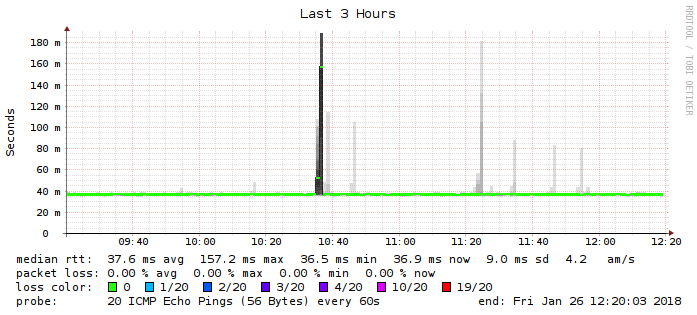 Last 3 Hours
RRDTOOL / TOBI OETIKER
Seconds
180 m
160 m
140 m
120 m
100 m
80 m
60 m
40 m
20 m
0
09:40 10:00 10:20 10:40 11:00 11:20 11:40 12:00 12:20
median rtt: 37.6 ms avg 157.2 ms max 36.5 ms min 36.9 ms now 9.0 ms sd 4.2 am/s
packet loss: 0.00 % avg 0.00 % max 0.00 % min 0.00 % now
loss color: 0 1/20 2/20 3/20 4/20 10/20 19/20
probe: 20 ICMP Echo Pings (56 Bytes) every 60s end: Fri Jan 26 12:20:03 2018